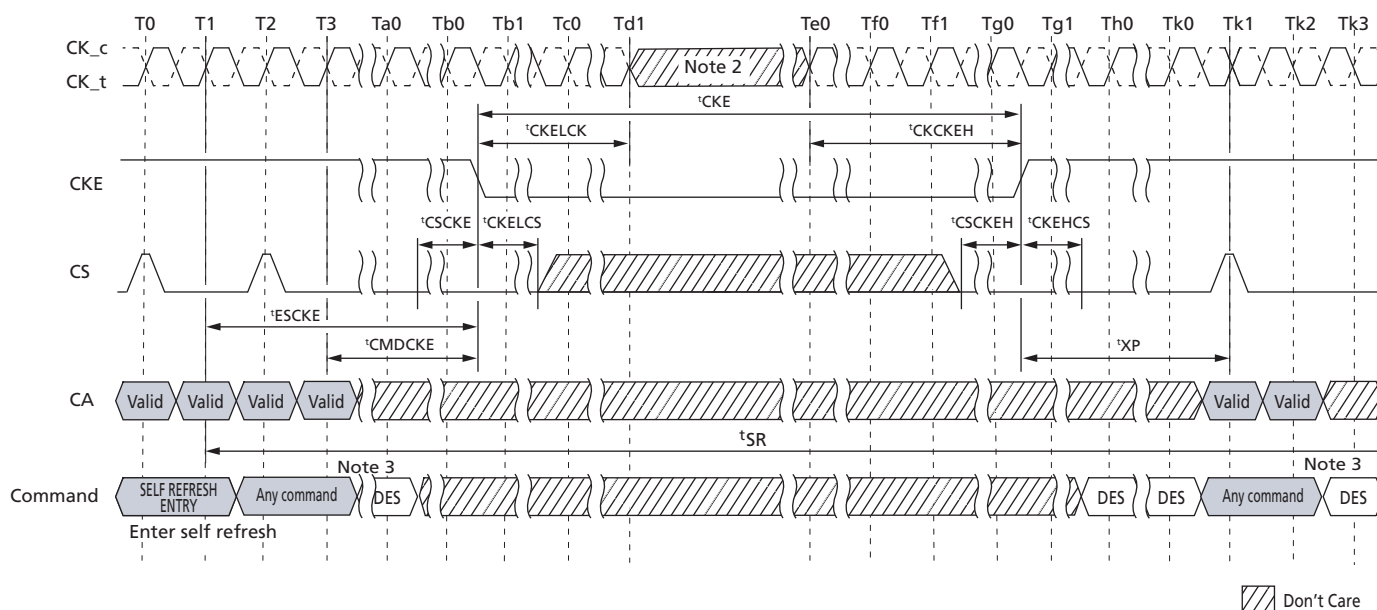 T0 T1 T2 T3 Ta0 Tb0 Tb1 Tc0 Td1 Te0 Tf0 Tf1 Tg0 Tg1 Th0 Tk0 Tk1 Tk2 Tk3
CK_c
CK_t
Note 2
tCKE
tCKELCK tCKCKEH
CKE
tCSCKE tCKELCS tCSCKEH tCKEHCS
CS
tESCKE
tCMDCKE tXP
CA Valid Valid Valid Valid Valid Valid
tSR
Note 3 Note 3
Command SELF REFRESH ENTRY Any command DES DES DES Any command DES
Enter self refresh
Don't Care